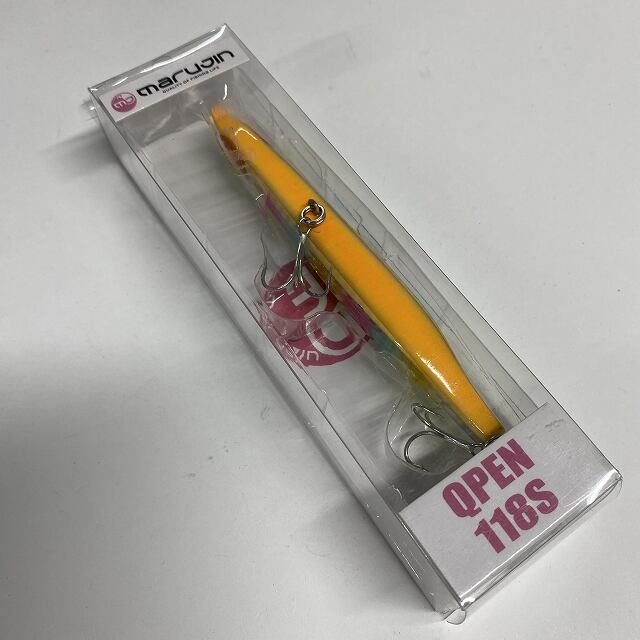 marujin
QUALITY OF FISHING LIFE
QPEN
118S